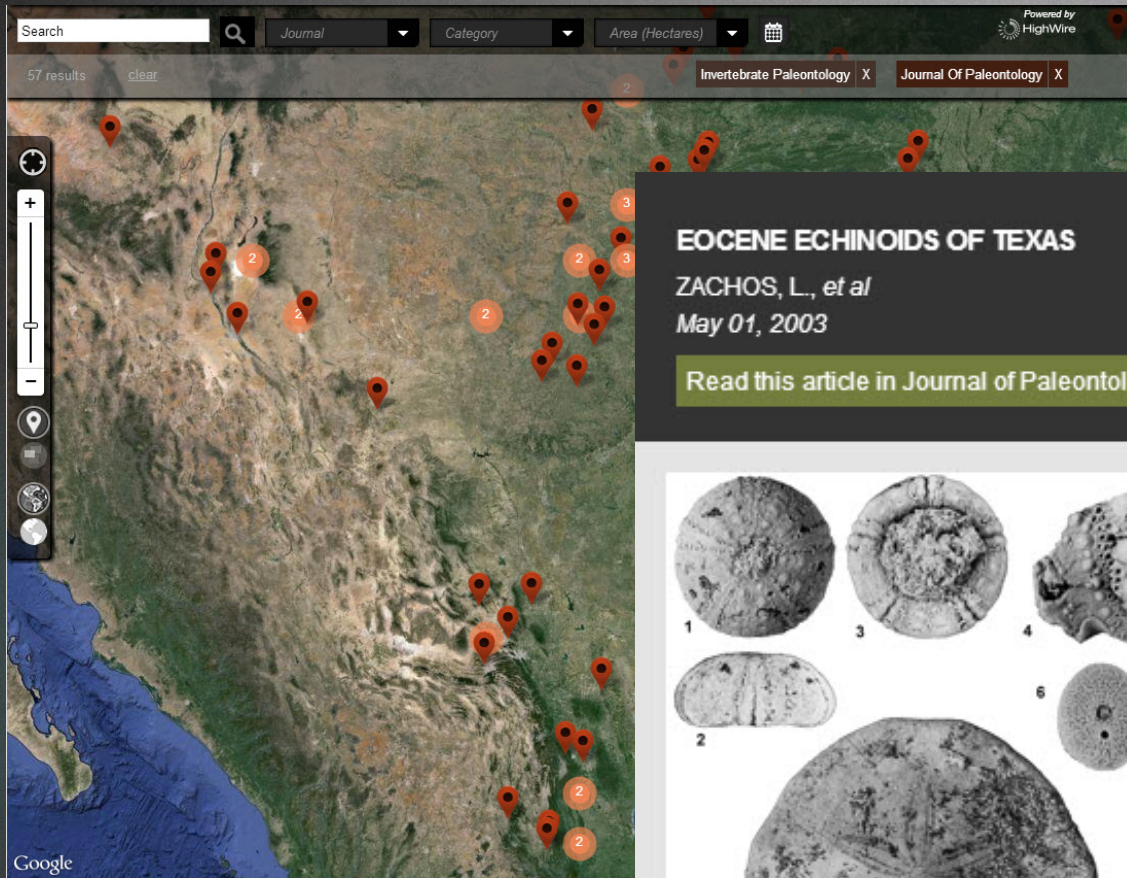 Search
Journal
Category
Area (Hectares)
Powered by
HighWire
57 results
clear
Invertebrate Paleontology X
Journal Of Paleontology X
2
3
2
2
3
2
2
2
2
+
−
EOCENE ECHINOIDS OF TEXAS
ZACHOS, L., et al
May 01, 2003
Read this article in Journal of Paleontol
1
3
4
2
6
Google